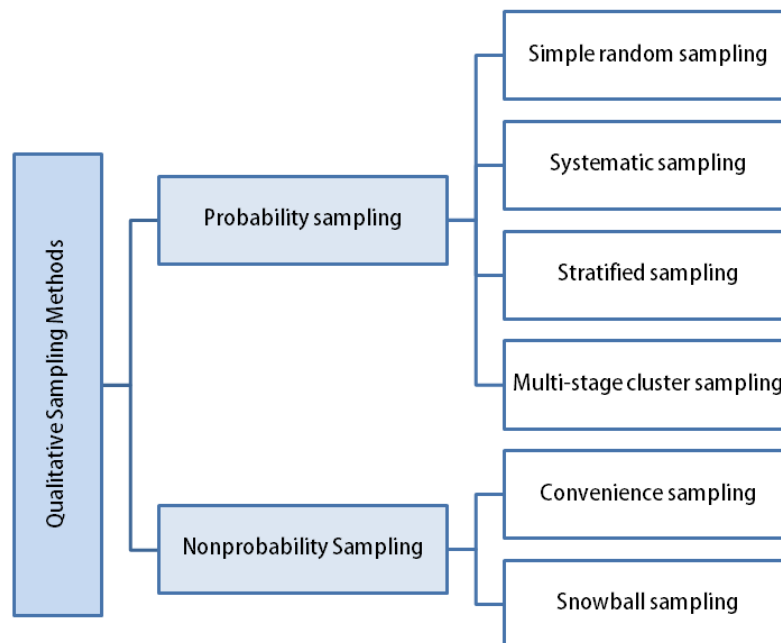 Qualitative Sampling Methods
Probability sampling
Simple random sampling
Systematic sampling
Stratified sampling
Multi-stage cluster sampling
Nonprobability Sampling
Convenience sampling
Snowball sampling